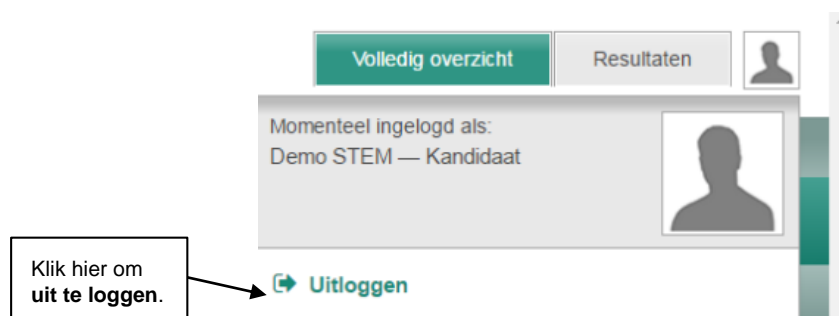 Volledig overzicht
Resultaten
Momenteel ingelogd als:
Demo STEM — Kandidaat
Klik hier om
uit te loggen.
Uitloggen